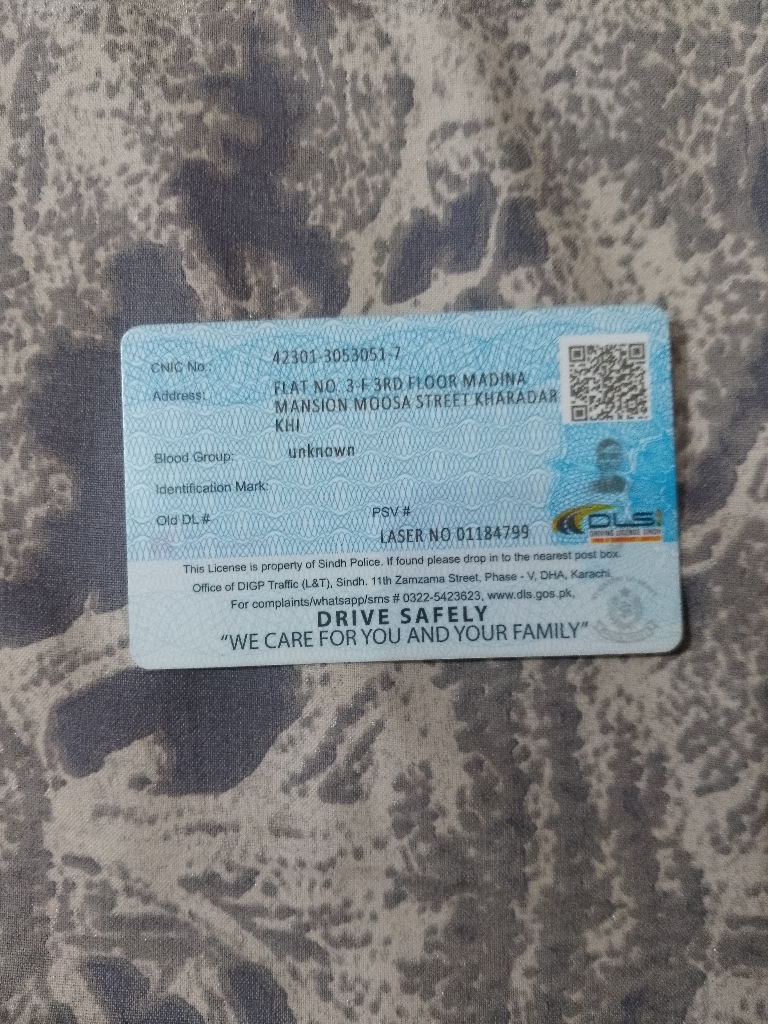 CNIC No.: 42301-3053051-7
Address: FLAT NO. 3-F 3RD FLOOR MADINA
MANSION MOOSA STREET KHARADAR
KHI
Blood Group: unknown
Identification Mark:
Old DL # PSV #
LASER NO 01184799
DLS
DRIVING LICENSE SINDH
This License is property of Sindh Police. If found please drop in to the nearest post box.
Office of DIGP Traffic (L&T), Sindh. 11th Zamzama Street, Phase - V, DHA, Karachi.
For complaints/whatsapp/sms # 0322-5423623, www.dls.gos.pk,
DRIVE SAFELY
“WE CARE FOR YOU AND YOUR FAMILY”